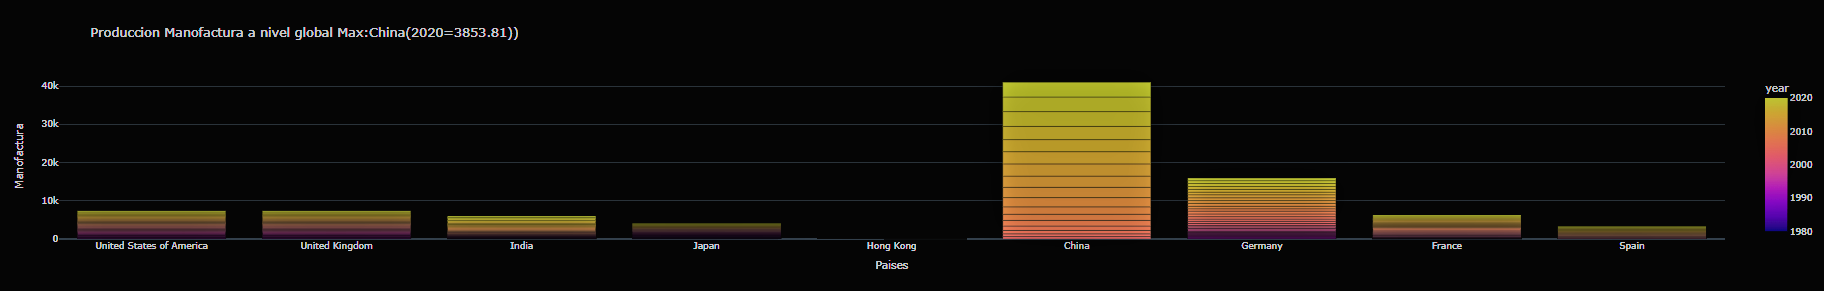 Produccion Manofactura a nivel global Max:China(2020=3853.81))
Manofactura
40k
30k
20k
10k
0
United States of America
United Kingdom
India
Japan
Hong Kong
China
Germany
France
Spain
Paises
year
2020
2010
2000
1990
1980